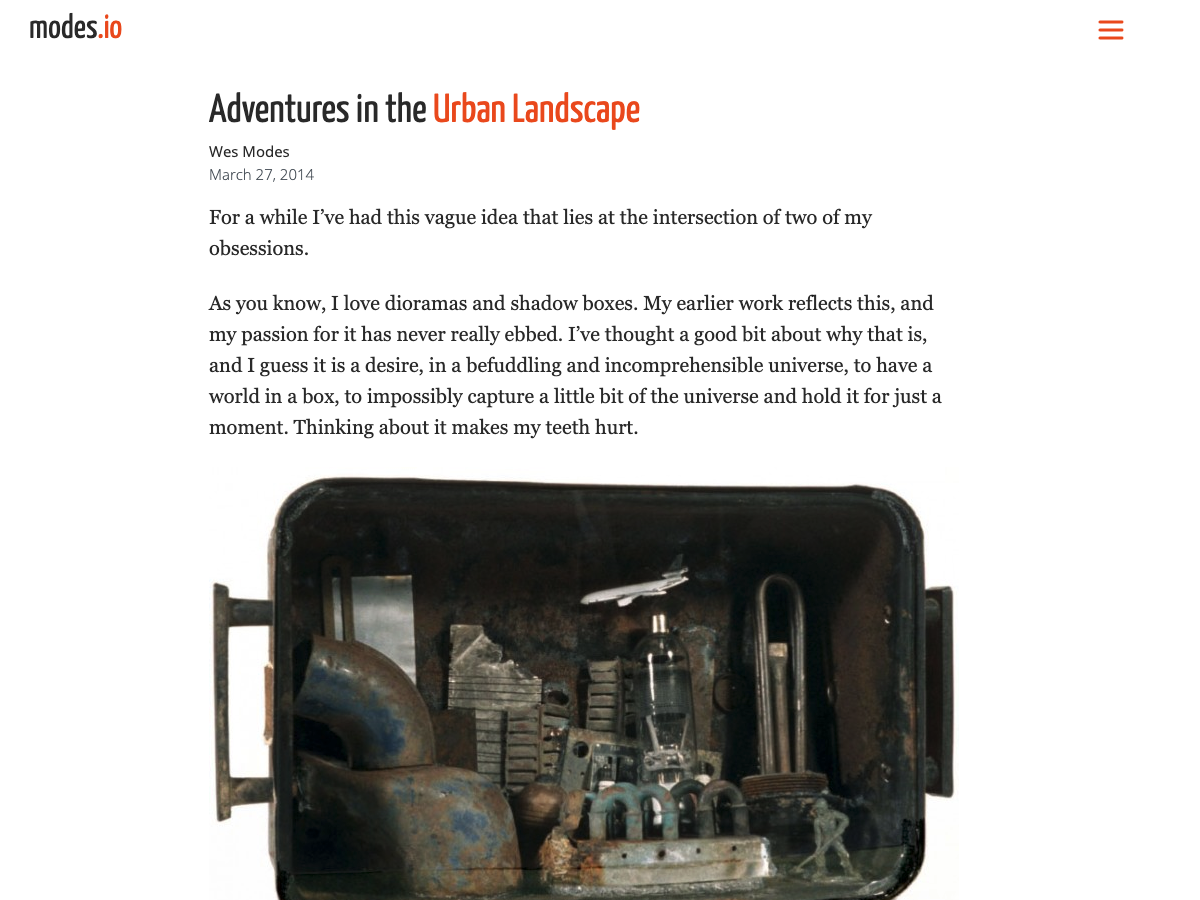 modes.io
Adventures in the Urban Landscape
Wes Modes
March 27, 2014
For a while I’ve had this vague idea that lies at the intersection of two of my
obsessions.
As you know, I love dioramas and shadow boxes. My earlier work reflects this, and
my passion for it has never really ebbed. I’ve thought a good bit about why that is,
and I guess it is a desire, in a befuddling and incomprehensible universe, to have a
world in a box, to impossibly capture a little bit of the universe and hold it for just a
moment. Thinking about it makes my teeth hurt.